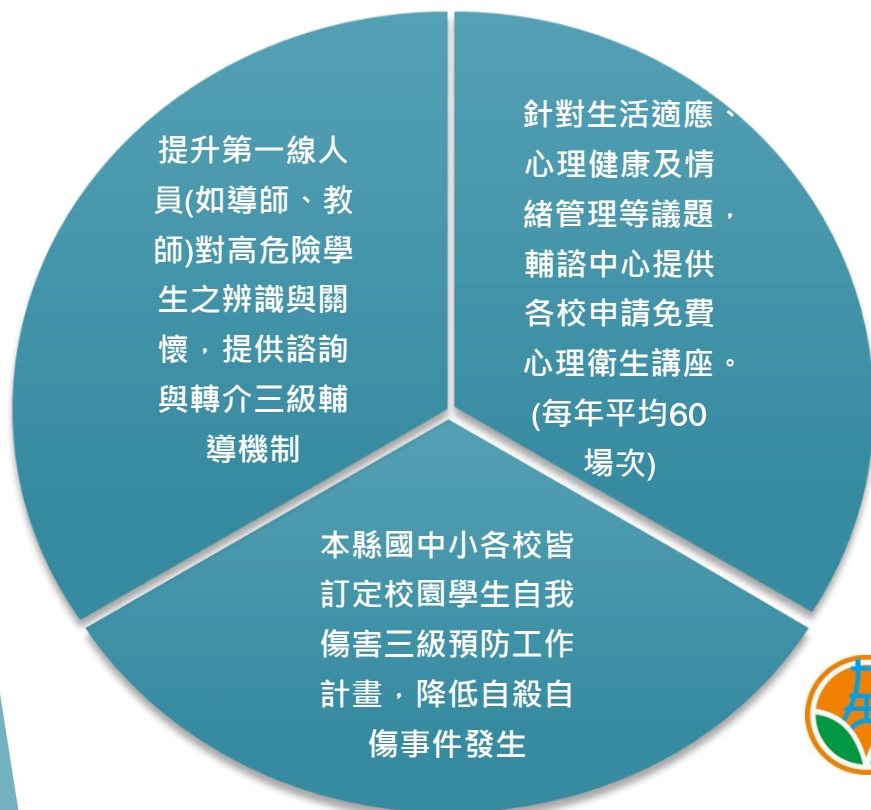 提升第一線人
員(如導師、教
師)對高危險學
生之辨識與關
懷，提供諮詢
與轉介三級輔
導機制
針對生活適應、
心理健康及情
緒管理等議題，
輔諮中心提供
各校申請免費
心理衛生講座。
(每年平均60
場次)
本縣國中小各校皆
訂定校園學生自我
傷害三級預防工作
計畫，降低自殺自
傷事件發生